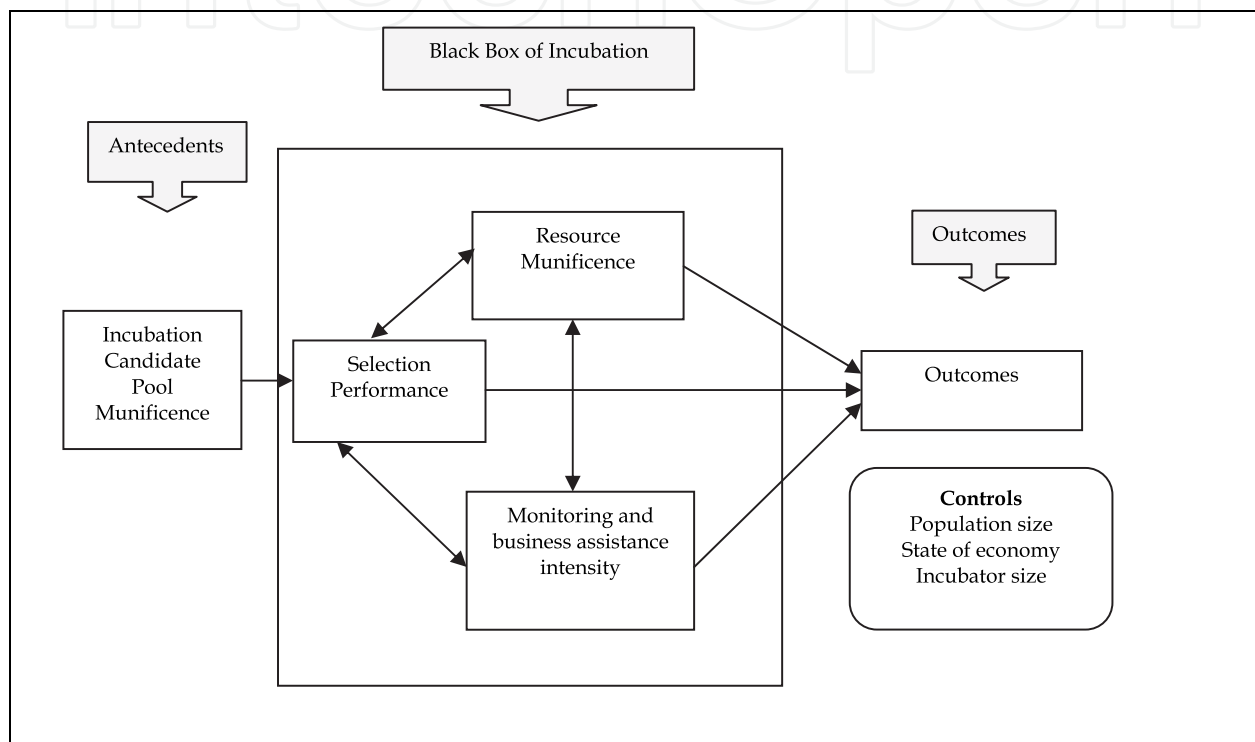 intechopen
Black Box of Incubation
Antecedents
Resource
Munificence
Outcomes
Incubation
Candidate
Pool
Munificence
Selection
Performance
Outcomes
Monitoring and
business assistance
intensity
Controls
Population size
State of economy
Incubator size